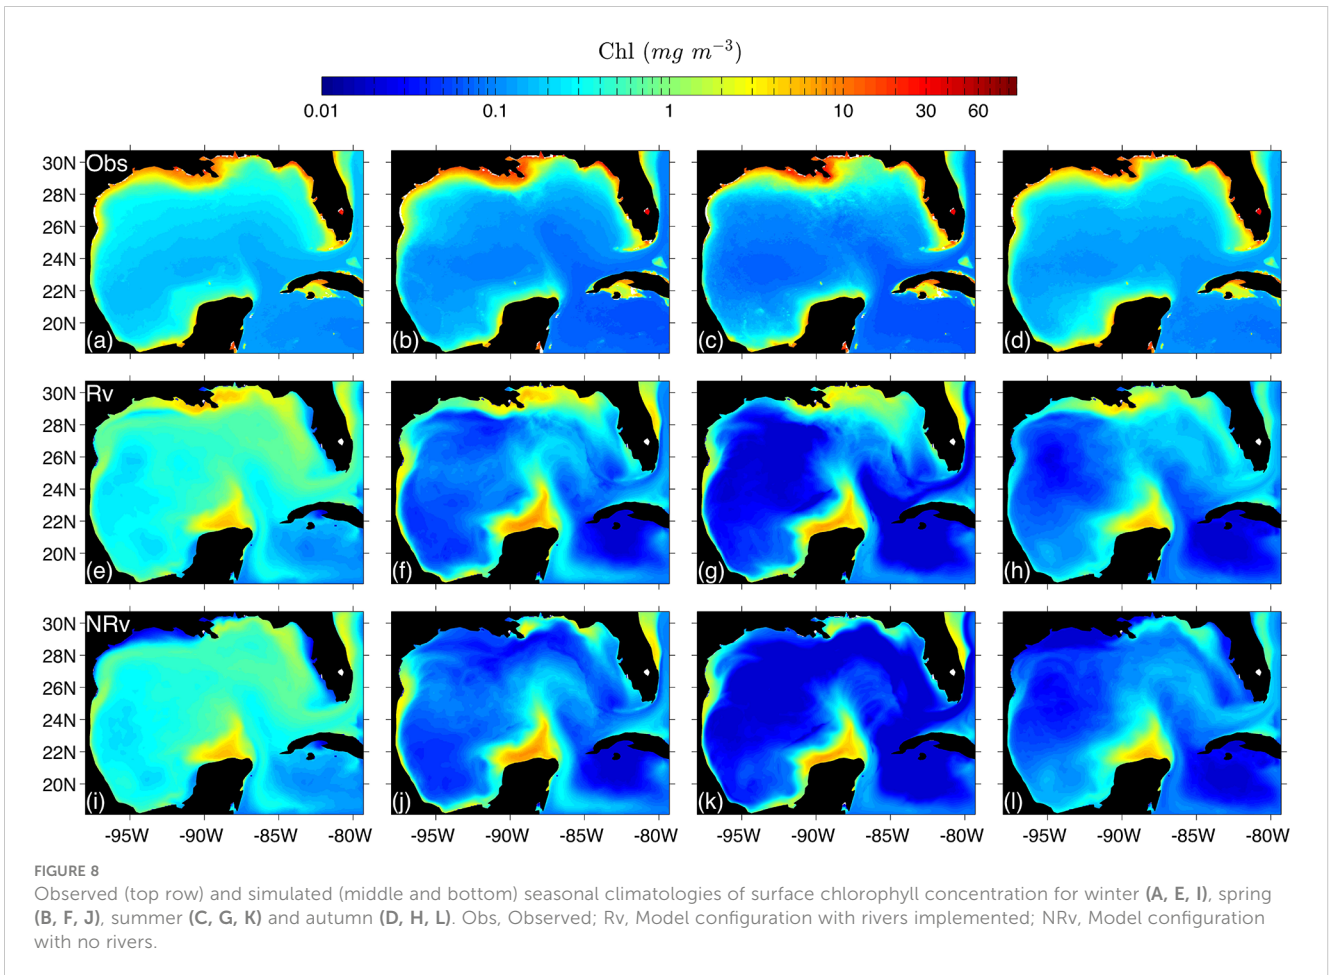 Chl (mg m⁻³)
0.01 0.1 1 10 30 60
Obs
30N
28N
26N
24N
22N
20N
(a) (b) (c) (d)
Rv
30N
28N
26N
24N
22N
20N
(e) (f) (g) (h)
NRv
30N
28N
26N
24N
22N
20N
(i) (j) (k) (l)
-95W -90W -85W -80W -95W -90W -85W -80W -95W -90W -85W -80W -95W -90W -85W -80W
FIGURE 8
Observed (top row) and simulated (middle and bottom) seasonal climatologies of surface chlorophyll concentration for winter (A, E, I), spring
(B, F, J), summer (C, G, K) and autumn (D, H, L). Obs, Observed; Rv, Model configuration with rivers implemented; NRv, Model configuration
with no rivers.